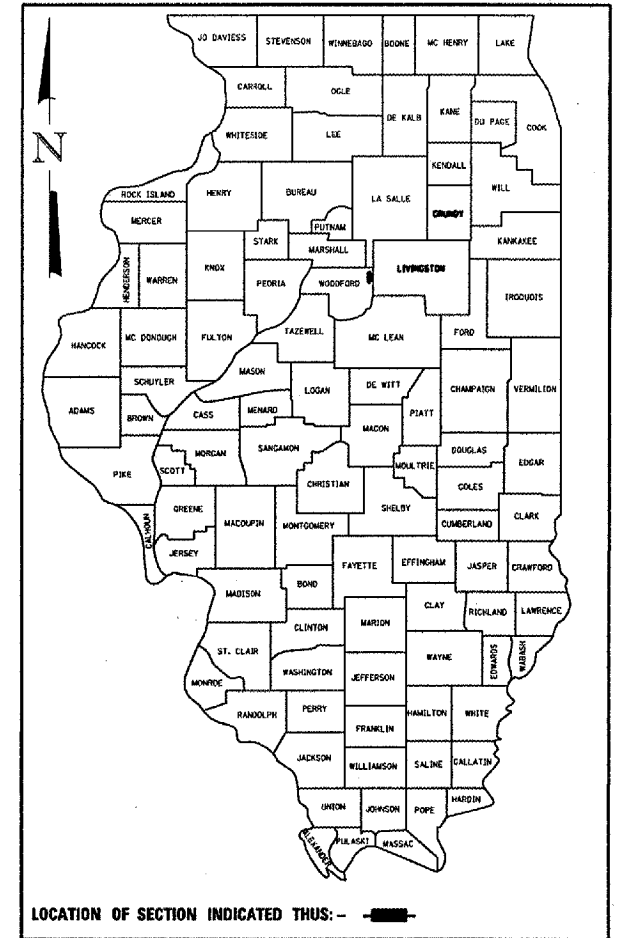 JO DAVIESS STEVENSON WINNEBAGO BOONE MC HENRY LAKE
CARROLL OGLE
DE KALB KANE DU PAGE COOK
WHITESIDE LEE
KENDALL WILL
ROCK ISLAND HENRY BUREAU LA SALLE GRUNDY
MERCER PUTNAM
STARK MARSHALL KANKAKEE
HENDERSON WARREN KNOX PEORIA WOODFORD LIVINGSTON IROQUOIS
HANCOCK MC DONOUGH FULTON TAZEWELL MC LEAN FORD
MASON
SCHUYLER LOGAN DE WITT CHAMPAIGN VERMILION
ADAMS BROWN CASS MENARD MACON PIATT
MORGAN SANGAMON DOUGLAS
PIKE SCOTT CHRISTIAN MOULTRIE COLES EDGAR
GREENE MACOUPIN SHELBY
CALHOUN MONTGOMERY CUMBERLAND CLARK
JERSEY
FAYETTE EFFINGHAM JASPER CRAWFORD
MADISON BOND
CLAY RICHLAND LAWRENCE
CLINTON MARION
ST. CLAIR WAYNE EDWARDS WABASH
WASHINGTON JEFFERSON
MONROE
RANDOLPH PERRY HAMILTON WHITE
FRANKLIN
JACKSON WILLIAMSON SALINE GALLATIN
UNION JOHNSON POPE HARDIN
ALEXANDER PULASKI MASSAC
N
LOCATION OF SECTION INDICATED THUS:-